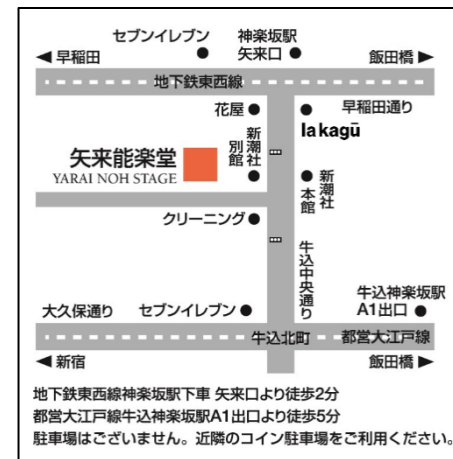 セブンイレブン
神楽坂駅
矢来口
早稲田
飯田橋
地下鉄東西線
花屋
早稲田通り
la kagū
新潮社
別館
矢来能楽堂
YARAI NOH STAGE
新潮社
本館
クリーニング
牛込中央通り
牛込神楽坂駅
A1出口
大久保通り
セブンイレブン
牛込北町
都営大江戸線
新宿
飯田橋
地下鉄東西線神楽坂駅下車 矢来口より徒歩2分
都営大江戸線牛込神楽坂駅A1出口より徒歩5分
駐車場はございません。近隣のコイン駐車場をご利用ください。